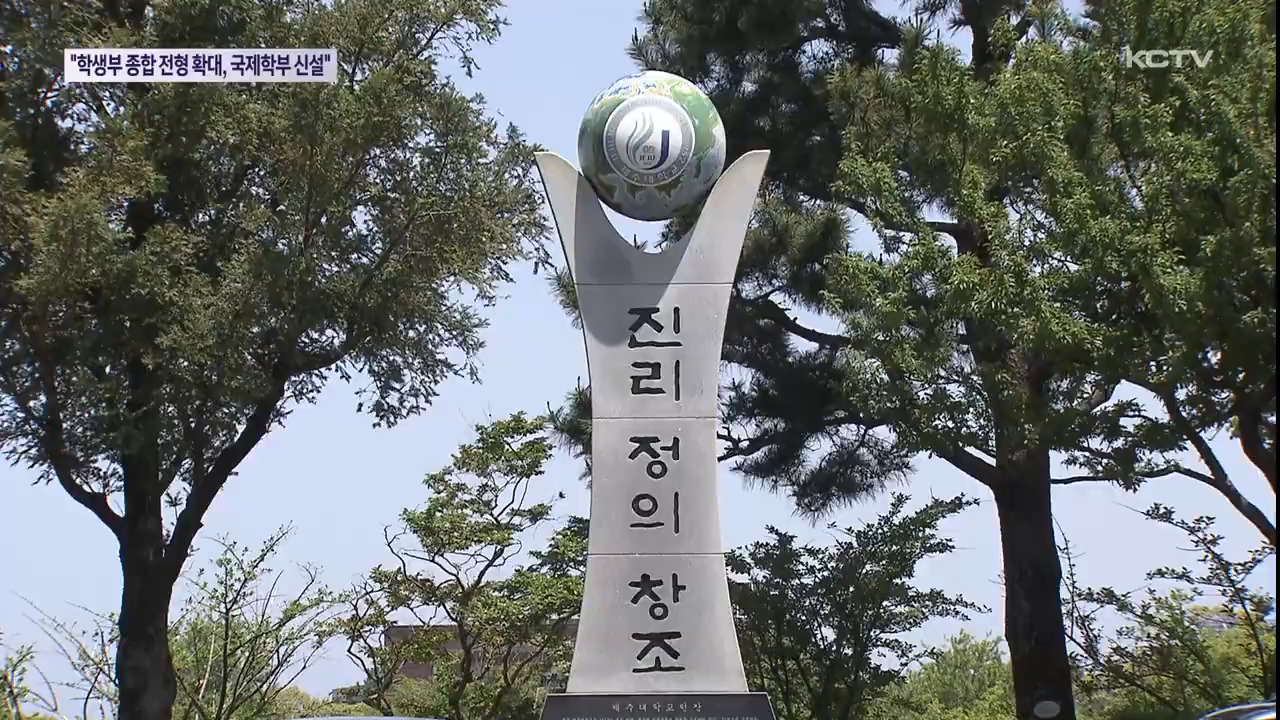 "학생부 종합 전형 확대, 국제학부 신설"
KCTV
진리
정의
창조
제주대학교헌장